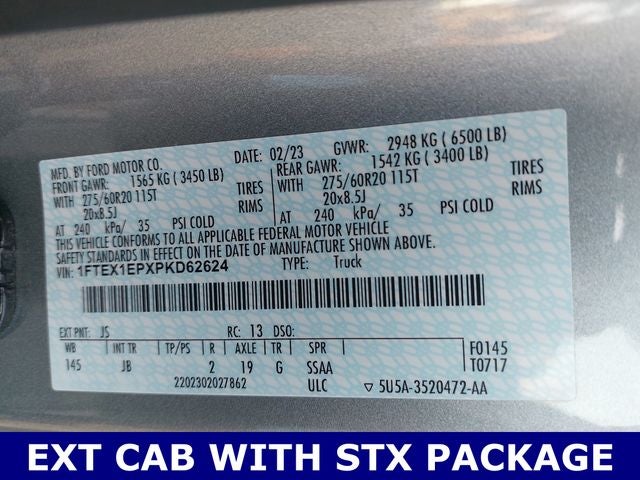 MFD. BY FORD MOTOR CO.
DATE: 02/23 GVWR: 2948 KG ( 6500 LB)
FRONT GAWR: 1565 KG ( 3450 LB)
REAR GAWR: 1542 KG ( 3400 LB)
WITH 275/60R20 115T TIRES
WITH 275/60R20 115T TIRES
20x8.5J RIMS
20x8.5J RIMS
AT 240 kPa/ 35 PSI COLD
AT 240 kPa/ 35 PSI COLD
THIS VEHICLE CONFORMS TO ALL APPLICABLE FEDERAL MOTOR VEHICLE
SAFETY STANDARDS IN EFFECT ON THE DATE OF MANUFACTURE SHOWN ABOVE.
VIN: 1FTEX1EPXPKD62624 TYPE: Truck
EXT PNT: JS RC: 13 DSO:
WB INT TR TP/PS R AXLE TR SPR
145 JB 2 19 G SSAA
F0145
T0717
2202302027862 ULC 5U5A-3520472-AA
EXT CAB WITH STX PACKAGE